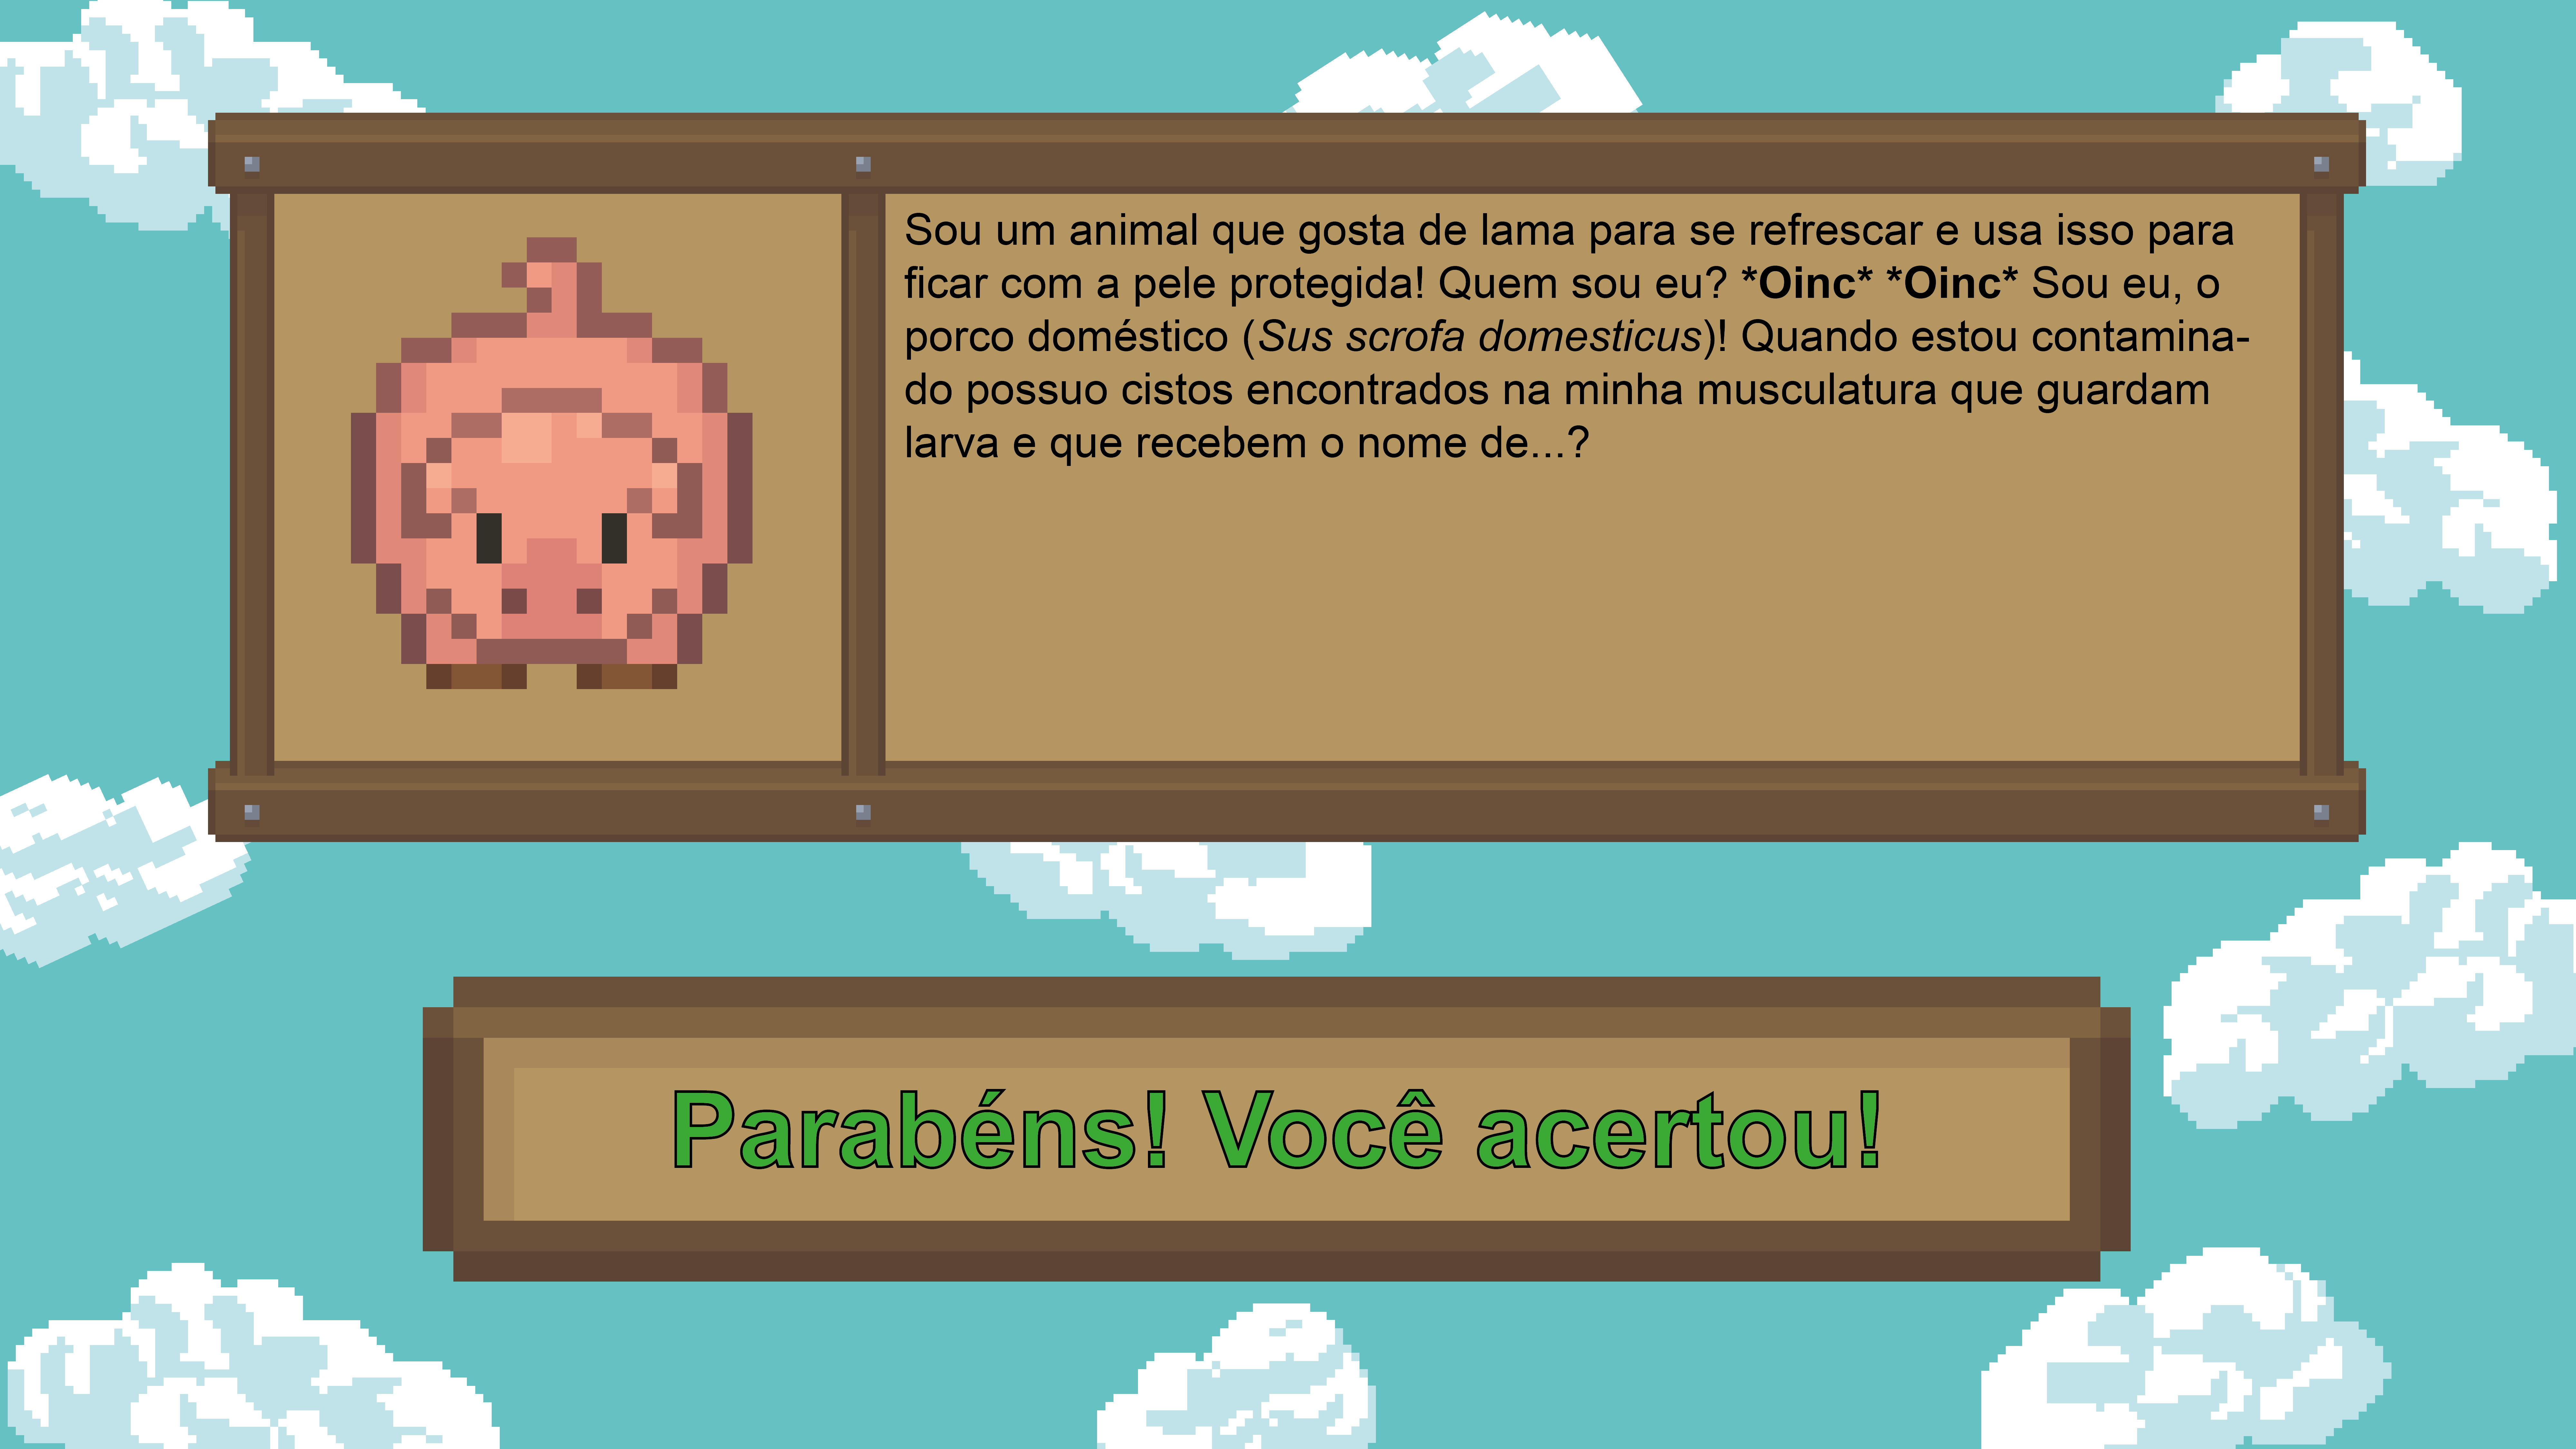 Sou um animal que gosta de lama para se refrescar e usa isso para
ficar com a pele protegida! Quem sou eu? *Oinc* *Oinc* Sou eu, o
porco doméstico (Sus scrofa domesticus)! Quando estou contamina-
do possuo cistos encontrados na minha musculatura que guardam
larva e que recebem o nome de...?
Parabéns! Você acertou!